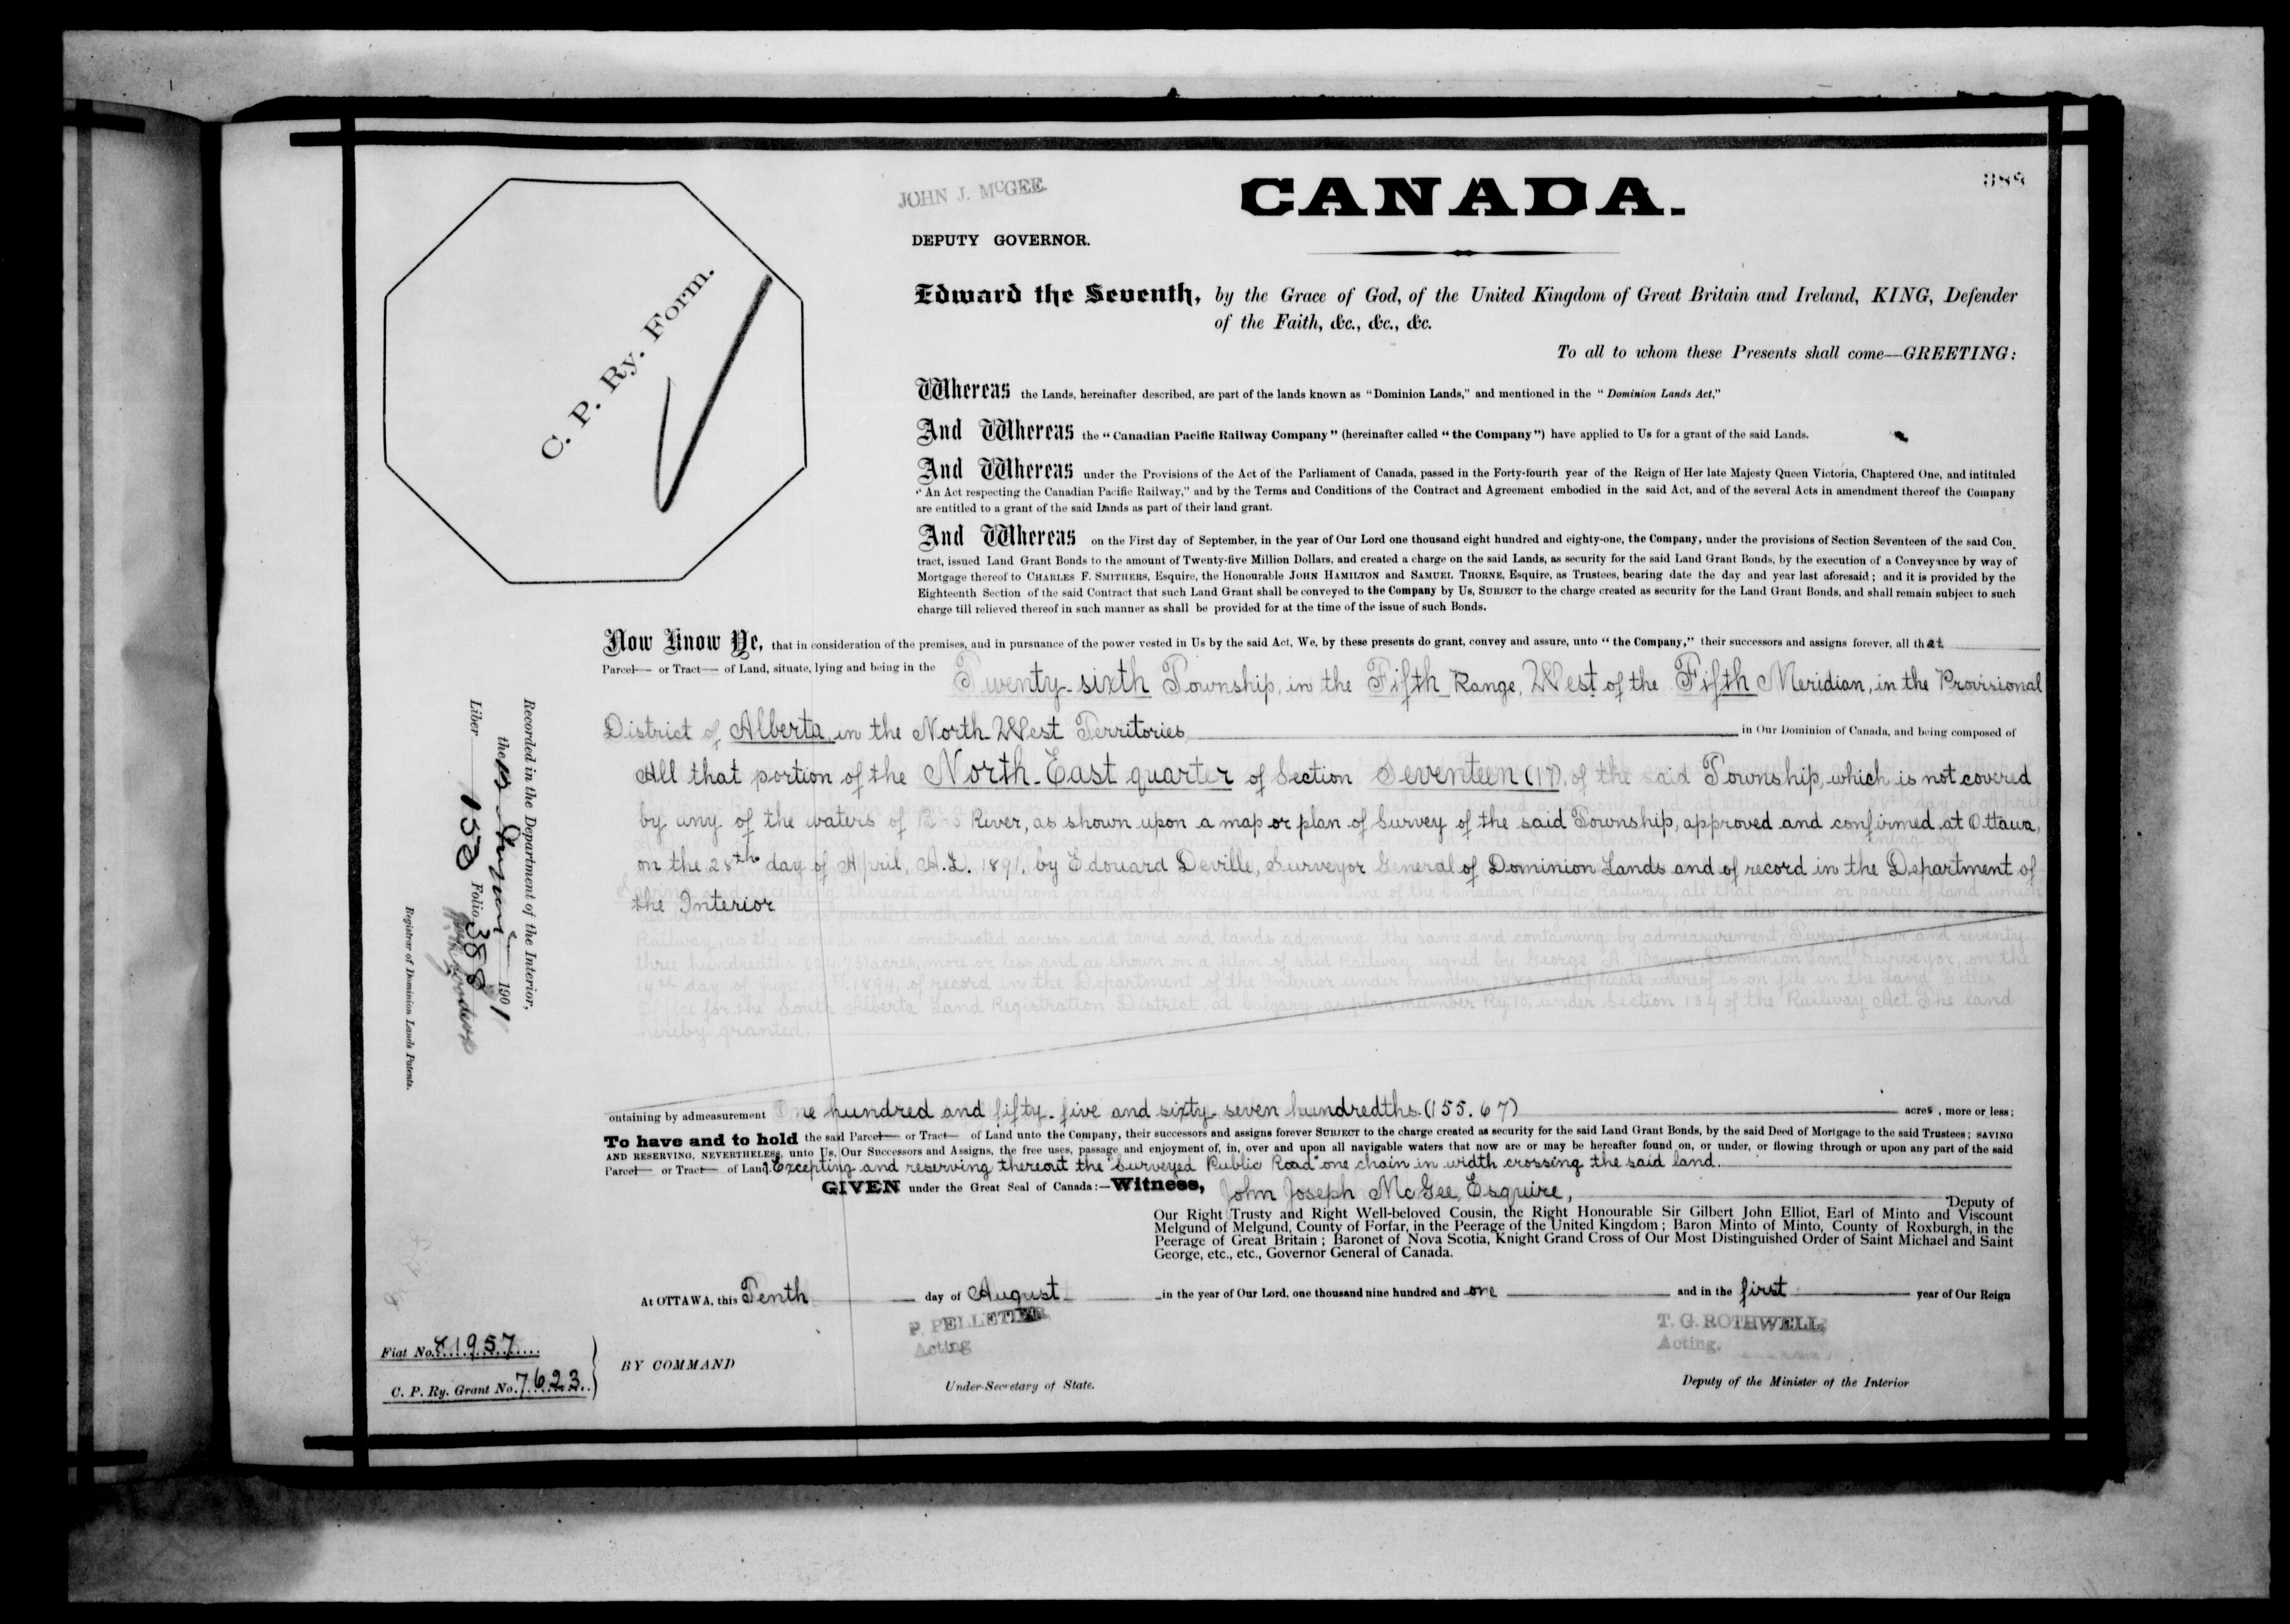 JOHN J. McGEE.
CANADA.
DEPUTY GOVERNOR.
C. P. Ry. Form.
Edward the Seventh, by the Grace of God, of the United Kingdom of Great Britain and Ireland, KING, Defender
of the Faith, &c., &c., &c.
To all to whom these Presents shall come—GREETING:
Whereas the Lands, hereinafter described, are part of the lands known as "Dominion Lands," and mentioned in the "Dominion Lands Act,"
And Whereas the "Canadian Pacific Railway Company" (hereinafter called "the Company") have applied to Us for a grant of the said Lands.
And Whereas under the Provisions of the Act of the Parliament of Canada, passed in the Forty-fourth year of the Reign of Her late Majesty Queen Victoria, Chaptered One, and intituled
"An Act respecting the Canadian Pacific Railway," and by the Terms and Conditions of the Contract and Agreement embodied in the said Act, and of the several Acts in amendment thereof the Company
are entitled to a grant of the said Lands as part of their land grant.
And Whereas on the First day of September, in the year of Our Lord one thousand eight hundred and eighty-one, the Company, under the provisions of Section Seventeen of the said Con
tract, issued Land Grant Bonds to the amount of Twenty-five Million Dollars, and created a charge on the said Lands, as security for the said Land Grant Bonds, by the execution of a Conveyance by way of
Mortgage thereof to CHARLES F. SMITHERS, Esquire, the Honourable JOHN HAMILTON and SAMUEL THORNE, Esquire, as Trustees, bearing date the day and year last aforesaid; and it is provided by the
Eighteenth Section of the said Contract that such Land Grant shall be conveyed to the Company by Us, SUBJECT to the charge created as security for the Land Grant Bonds, and shall remain subject to such
charge till relieved thereof in such manner as shall be provided for at the time of the issue of such Bonds.
Now Know Ye, that in consideration of the premises, and in pursuance of the power vested in Us by the said Act, We, by these presents do grant, convey and assure, unto "the Company," their successors and assigns forever, all that
Parcel or Tract of Land, situate, lying and being in the Twenty-sixth Township, in the Fifth Range, West of the Fifth Meridian, in the Provisional
District of Alberta, in the North West Territories in Our Dominion of Canada, and being composed of
All that portion of the North-East quarter of Section Seventeen (17), of the said Township, which is not covered
by any of the waters of River, as shown upon a map or plan of Survey of the said Township, approved and confirmed at Ottawa,
on the 28th day of April, A.D. 1891, by Edouard Deville, Surveyor General of Dominion Lands and of record in the Department of
the Interior
ontaining by admeasurement One hundred and fifty-five and sixty-seven hundredths (155.67) acres, more or less;
To have and to hold the said Parcel or Tract of Land unto the Company, their successors and assigns forever SUBJECT to the charge created as security for the said Land Grant Bonds, by the said Deed of Mortgage to the said Trustees; SAVING
AND RESERVING, NEVERTHELESS, unto Us, Our Successors and Assigns, the free uses, passage and enjoyment of, in, over and upon all navigable waters that now are or may be hereafter found on, or under, or flowing through or upon any part of the said
Parcel or Tract of Land. Excepting and reserving thereout the "Surveyed Public Road" one chain in width crossing the said land.
GIVEN under the Great Seal of Canada:—Witness, John Joseph McGee, Esquire, Deputy of
Our Right Trusty and Right Well-beloved Cousin, the Right Honourable Sir Gilbert John Elliot, Earl of Minto and Viscount
Melgund of Melgund, County of Forfar, in the Peerage of the United Kingdom; Baron Minto of Minto, County of Roxburgh, in the
Peerage of Great Britain; Baronet of Nova Scotia, Knight Grand Cross of Our Most Distinguished Order of Saint Michael and Saint
George, etc., etc., Governor General of Canada.
At OTTAWA, this Tenth day of August in the year of Our Lord, one thousand nine hundred and one and in the first year of Our Reign
P. PELLETIER
Acting
T. G. ROTHWELL
Acting.
BY COMMAND
Under-Secretary of State.
Deputy of the Minister of the Interior
Fiat No. 1957
C. P. Ry. Grant No. 7623
Recorded in the Department of the Interior,
the 13 August 1901
Liber 153 Folio 388
Registrar of Dominion Lands Patents.